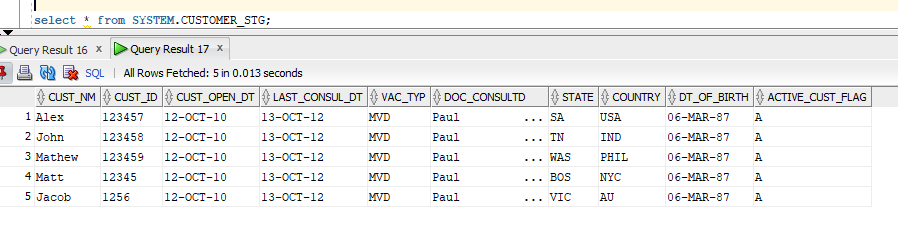 select * from SYSTEM.CUSTOMER_STG;
Query Result 16 x Query Result 17 x
SQL | All Rows Fetched: 5 in 0.013 seconds
CUST_NM CUST_ID CUST_OPEN_DT LAST_CONSUL_DT VAC_TYP DOC_CONSULTD STATE COUNTRY DT_OF_BIRTH ACTIVE_CUST_FLAG
1 Alex 123457 12-OCT-10 13-OCT-12 MVD Paul ... SA USA 06-MAR-87 A
2 John 123458 12-OCT-10 13-OCT-12 MVD Paul ... TN IND 06-MAR-87 A
3 Mathew 123459 12-OCT-10 13-OCT-12 MVD Paul ... WAS PHIL 06-MAR-87 A
4 Matt 12345 12-OCT-10 13-OCT-12 MVD Paul ... BOS NYC 06-MAR-87 A
5 Jacob 1256 12-OCT-10 13-OCT-12 MVD Paul ... VIC AU 06-MAR-87 A